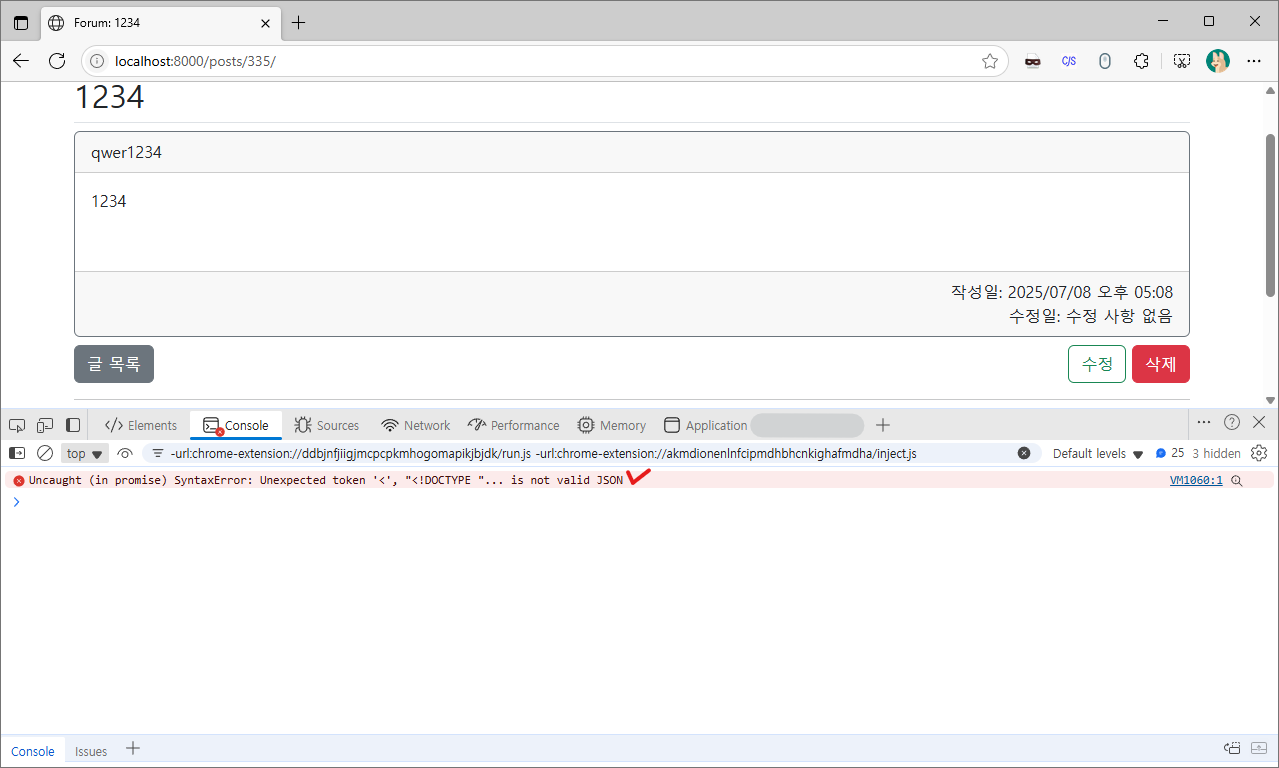 Forum: 1234
localhost:8000/posts/335/
C/S
1234
qwer1234
1234
작성일: 2025/07/08 오후 05:08
수정일: 수정 사항 없음
글 목록
수정
삭제
Elements
Console
Sources
Network
Performance
Memory
Application
top
-url:chrome-extension://ddbjnfjiigjmcpcpkmhogomapikjbjdk/run.js -url:chrome-extension://akmdionenlnfcipmdhbhcnkighafmdha/inject.js
Default levels
25
3 hidden
Uncaught (in promise) SyntaxError: Unexpected token '<', "<!DOCTYPE "... is not valid JSON
VM1060:1
Console
Issues